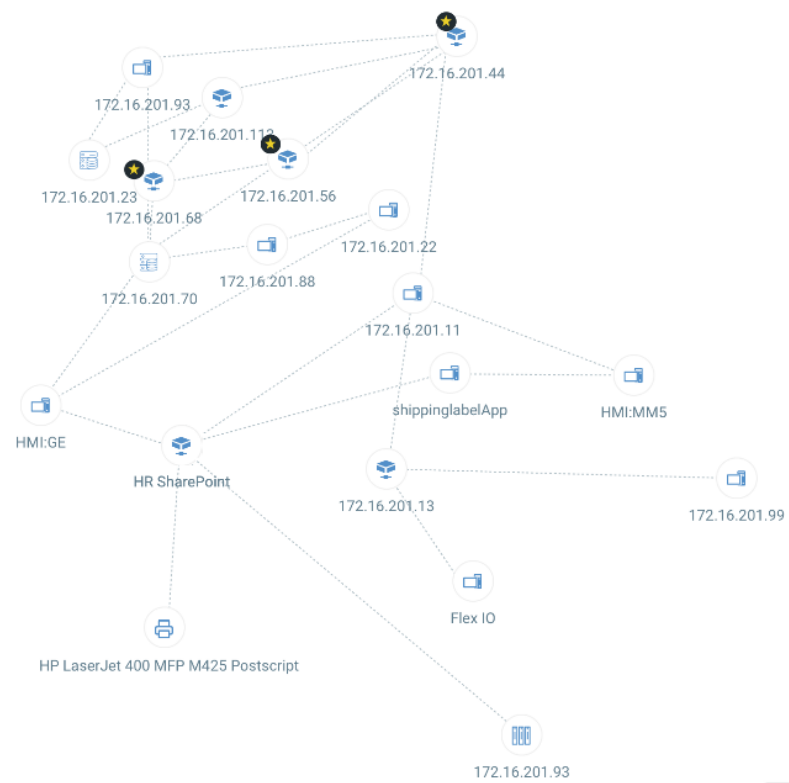 172.16.201.44
172.16.201.93
172.16.201.113
172.16.201.23
172.16.201.56
172.16.201.68
172.16.201.22
172.16.201.88
172.16.201.70
172.16.201.11
shippinglabelApp
HMI:MM5
HMI:GE
HR SharePoint
172.16.201.13
172.16.201.99
Flex IO
HP LaserJet 400 MFP M425 Postscript
172.16.201.93